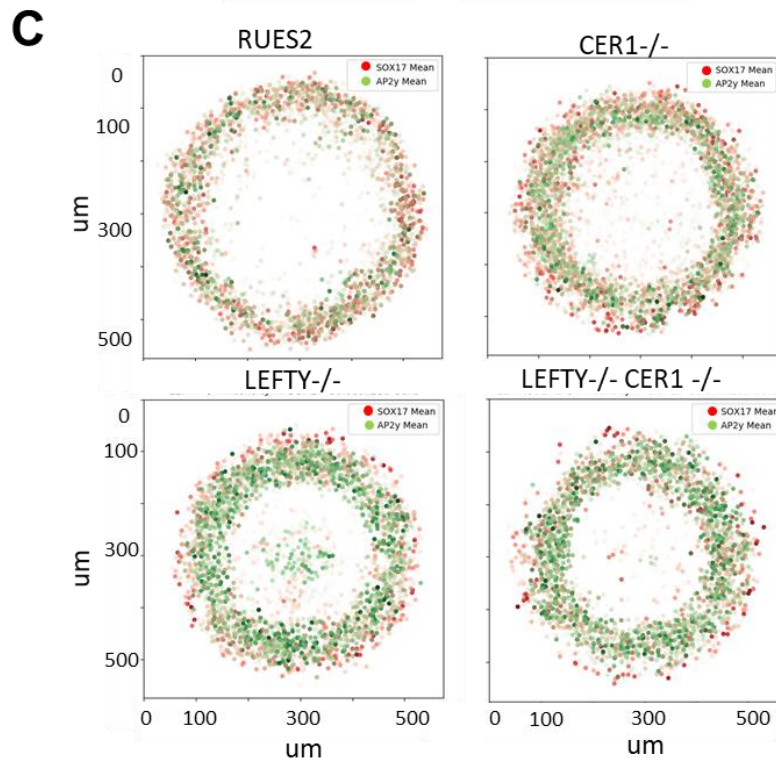 C
RUES2
CER1-/-
SOX17 Mean
AP2y Mean
SOX17 Mean
AP2y Mean
0
100
300
500
um
LEFTY-/-
LEFTY-/- CER1 -/-
SOX17 Mean
AP2y Mean
SOX17 Mean
AP2y Mean
0
100
300
500
um
0 100 300 500
0 100 300 500
um
um